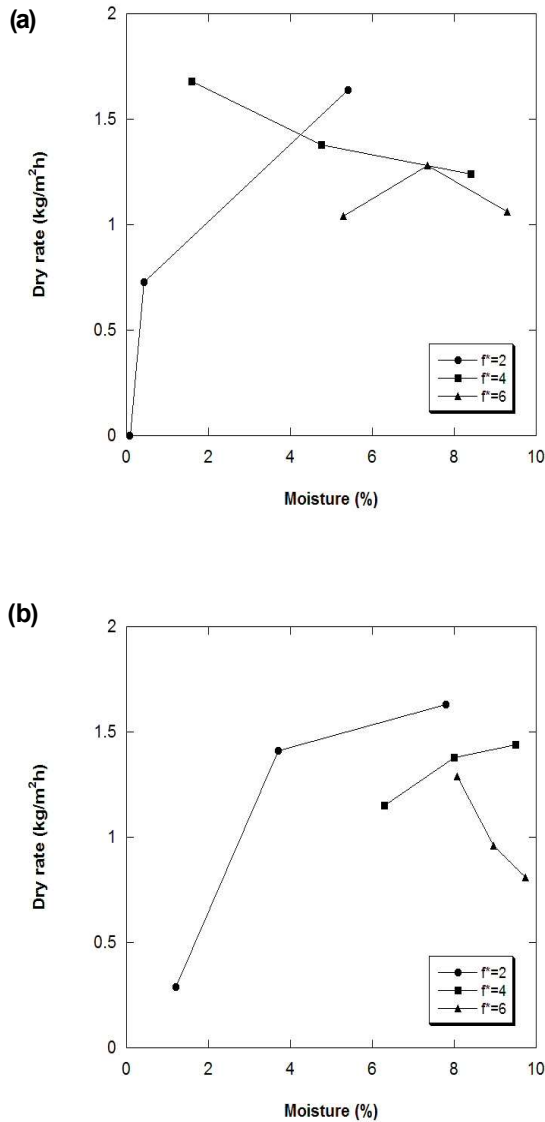 (a)
2
1.5
1
0.5
0
Dry rate (kg/m²h)
f*=2
f*=4
f*=6
0 2 4 6 8 10
Moisture (%)
(b)
2
1.5
1
0.5
0
Dry rate (kg/m²h)
f*=2
f*=4
f*=6
0 2 4 6 8 10
Moisture (%)